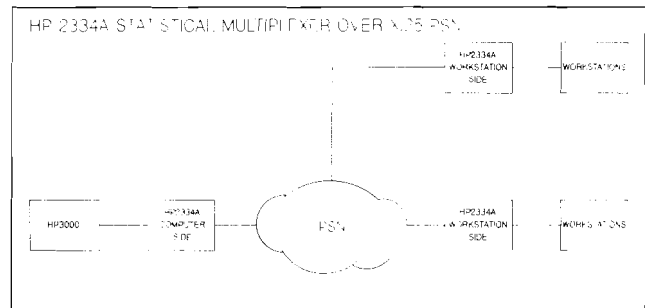 HP 2334A STATISTICAL MULTIPLEXER OVER X.25 PSN
HP2334A
WORKSTATION
SIDE
WORKSTATIONS
HP3000
HP2334A
COMPUTER
SIDE
PSN
HP2334A
WORKSTATION
SIDE
WORKSTATIONS